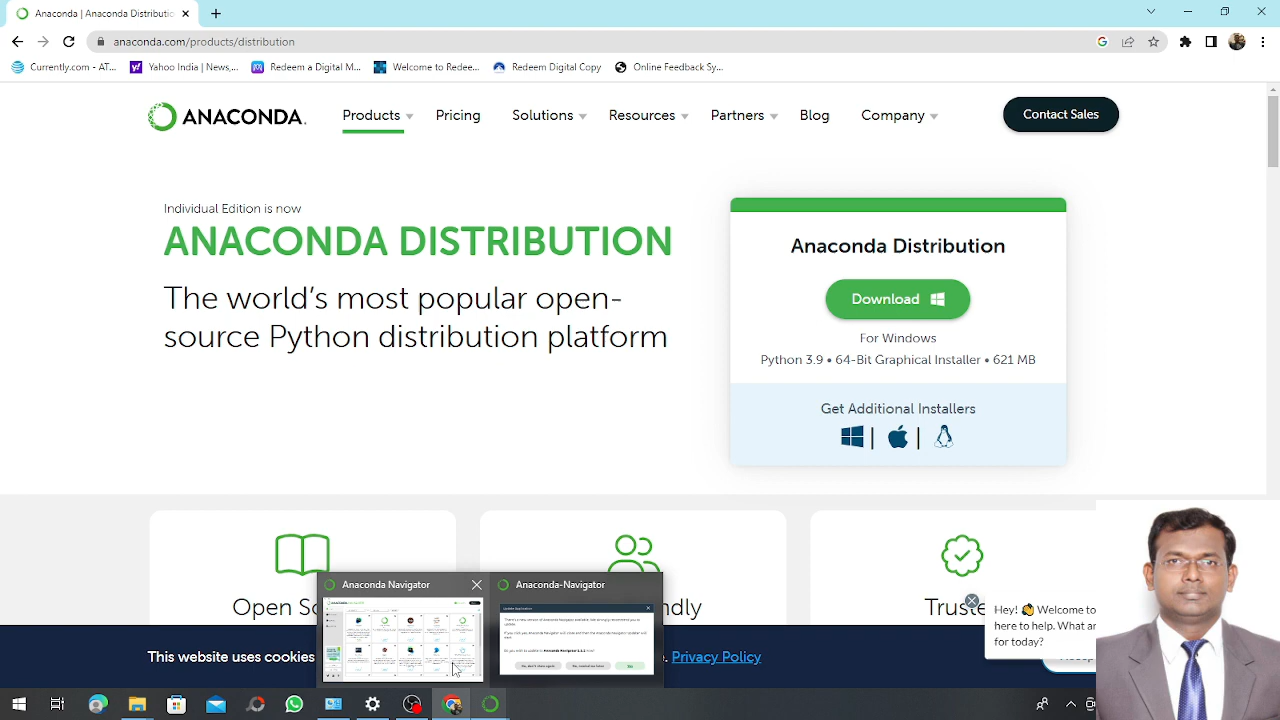 Anaconda | Anaconda Distributio
anaconda.com/products/distribution
Currently.com - AT...
Yahoo India | News,...
Redeem a Digital M...
Welcome to Redee...
Redeem Digital Copy
Online Feedback Sy...
ANACONDA.
Products
Pricing
Solutions
Resources
Partners
Blog
Company
Contact Sales
Individual Edition is now
ANACONDA DISTRIBUTION
The world's most popular open-
source Python distribution platform
Anaconda Distribution
Download
For Windows
Python 3.9 • 64-Bit Graphical Installer • 621 MB
Get Additional Installers
Open So
ndly
Truste
Anaconda Navigator
Anaconda-Navigator
Update Application
Hey! 👋 Welcome to
here to help. What a
for today?
This website uses cookies
. Privacy Policy